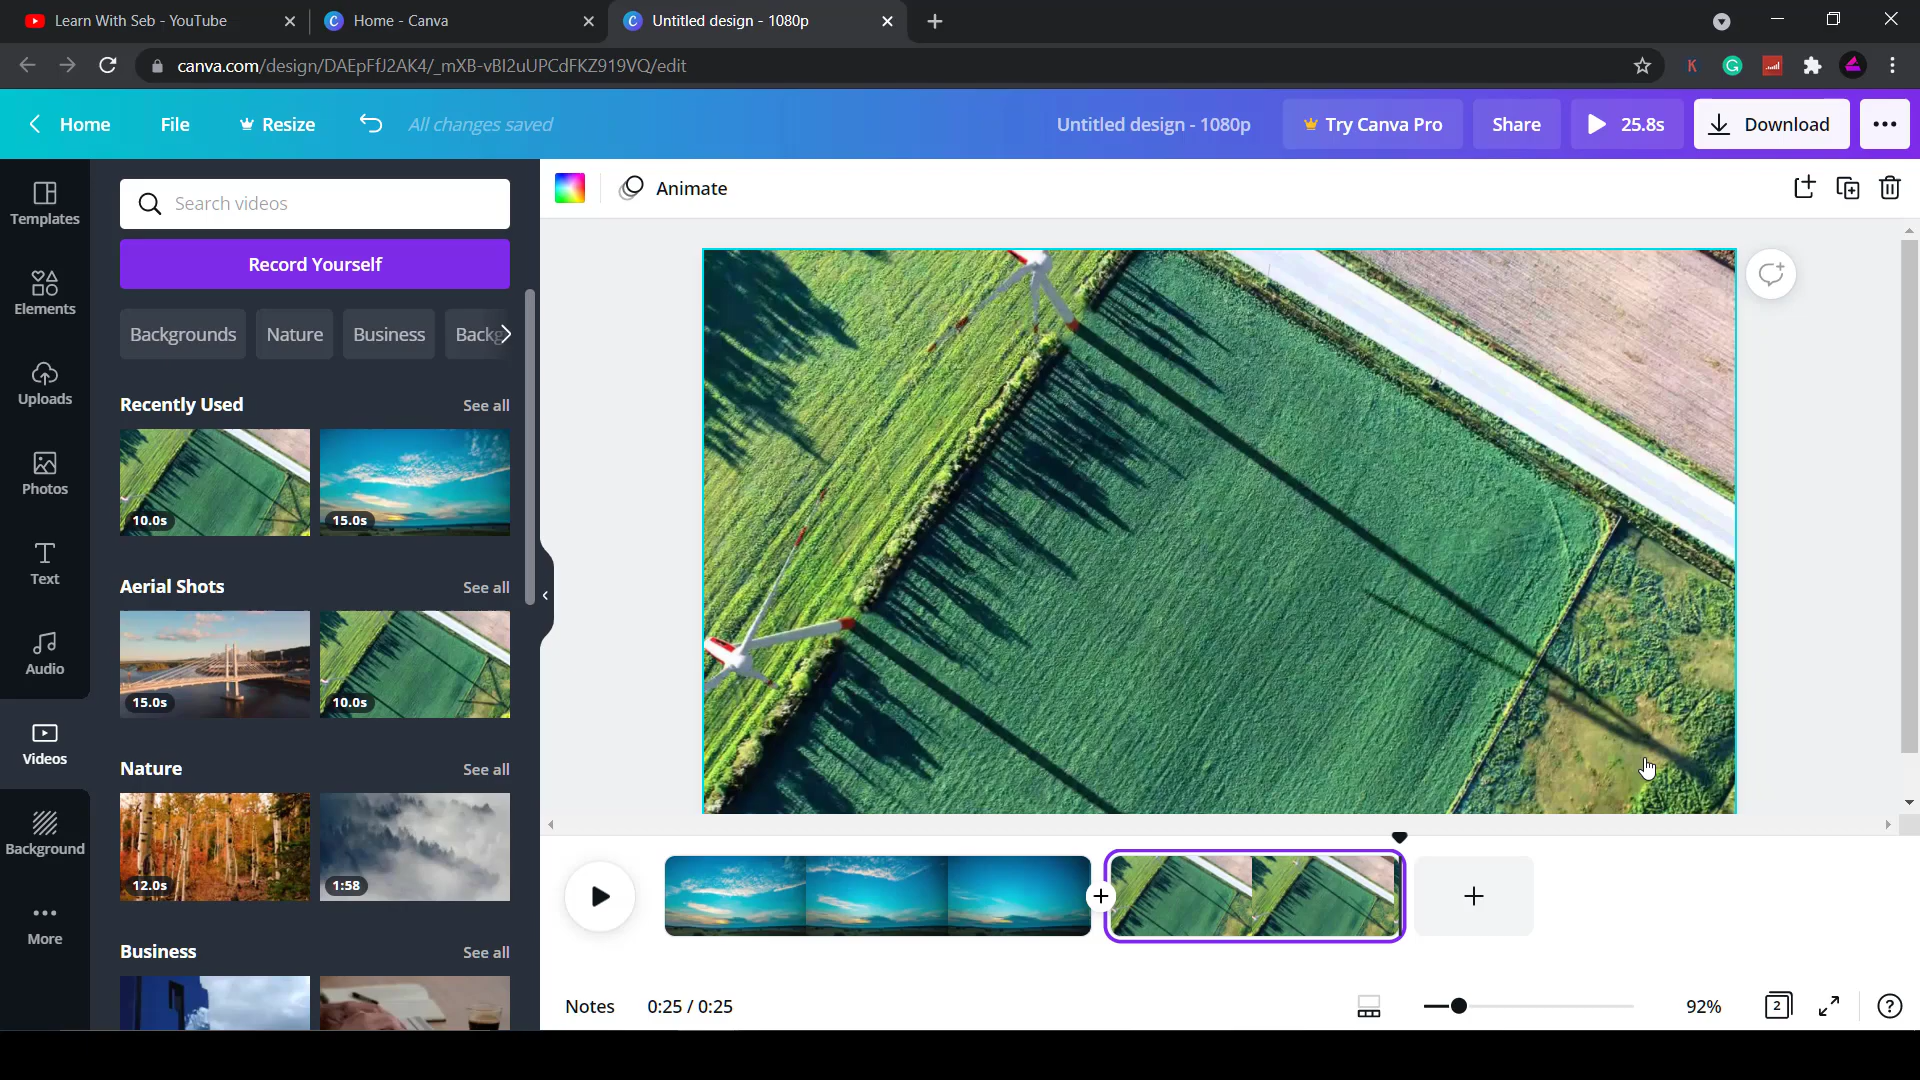 Learn With Seb - YouTube
Home - Canva
Untitled design - 1080p
canva.com/design/DAEpFfJ2AK4/_mXB-vBI2uUPCdFKZ919VQ/edit
Home
File
Resize
All changes saved
Untitled design - 1080p
Try Canva Pro
Share
25.8s
Download
Templates
Elements
Uploads
Photos
Text
Audio
Videos
Background
More
Search videos
Record Yourself
Backgrounds
Nature
Business
Backg
Recently Used
See all
10.0s
15.0s
Aerial Shots
See all
15.0s
10.0s
Nature
See all
12.0s
1:58
Business
See all
Animate
Notes
0:25 / 0:25
92%
2